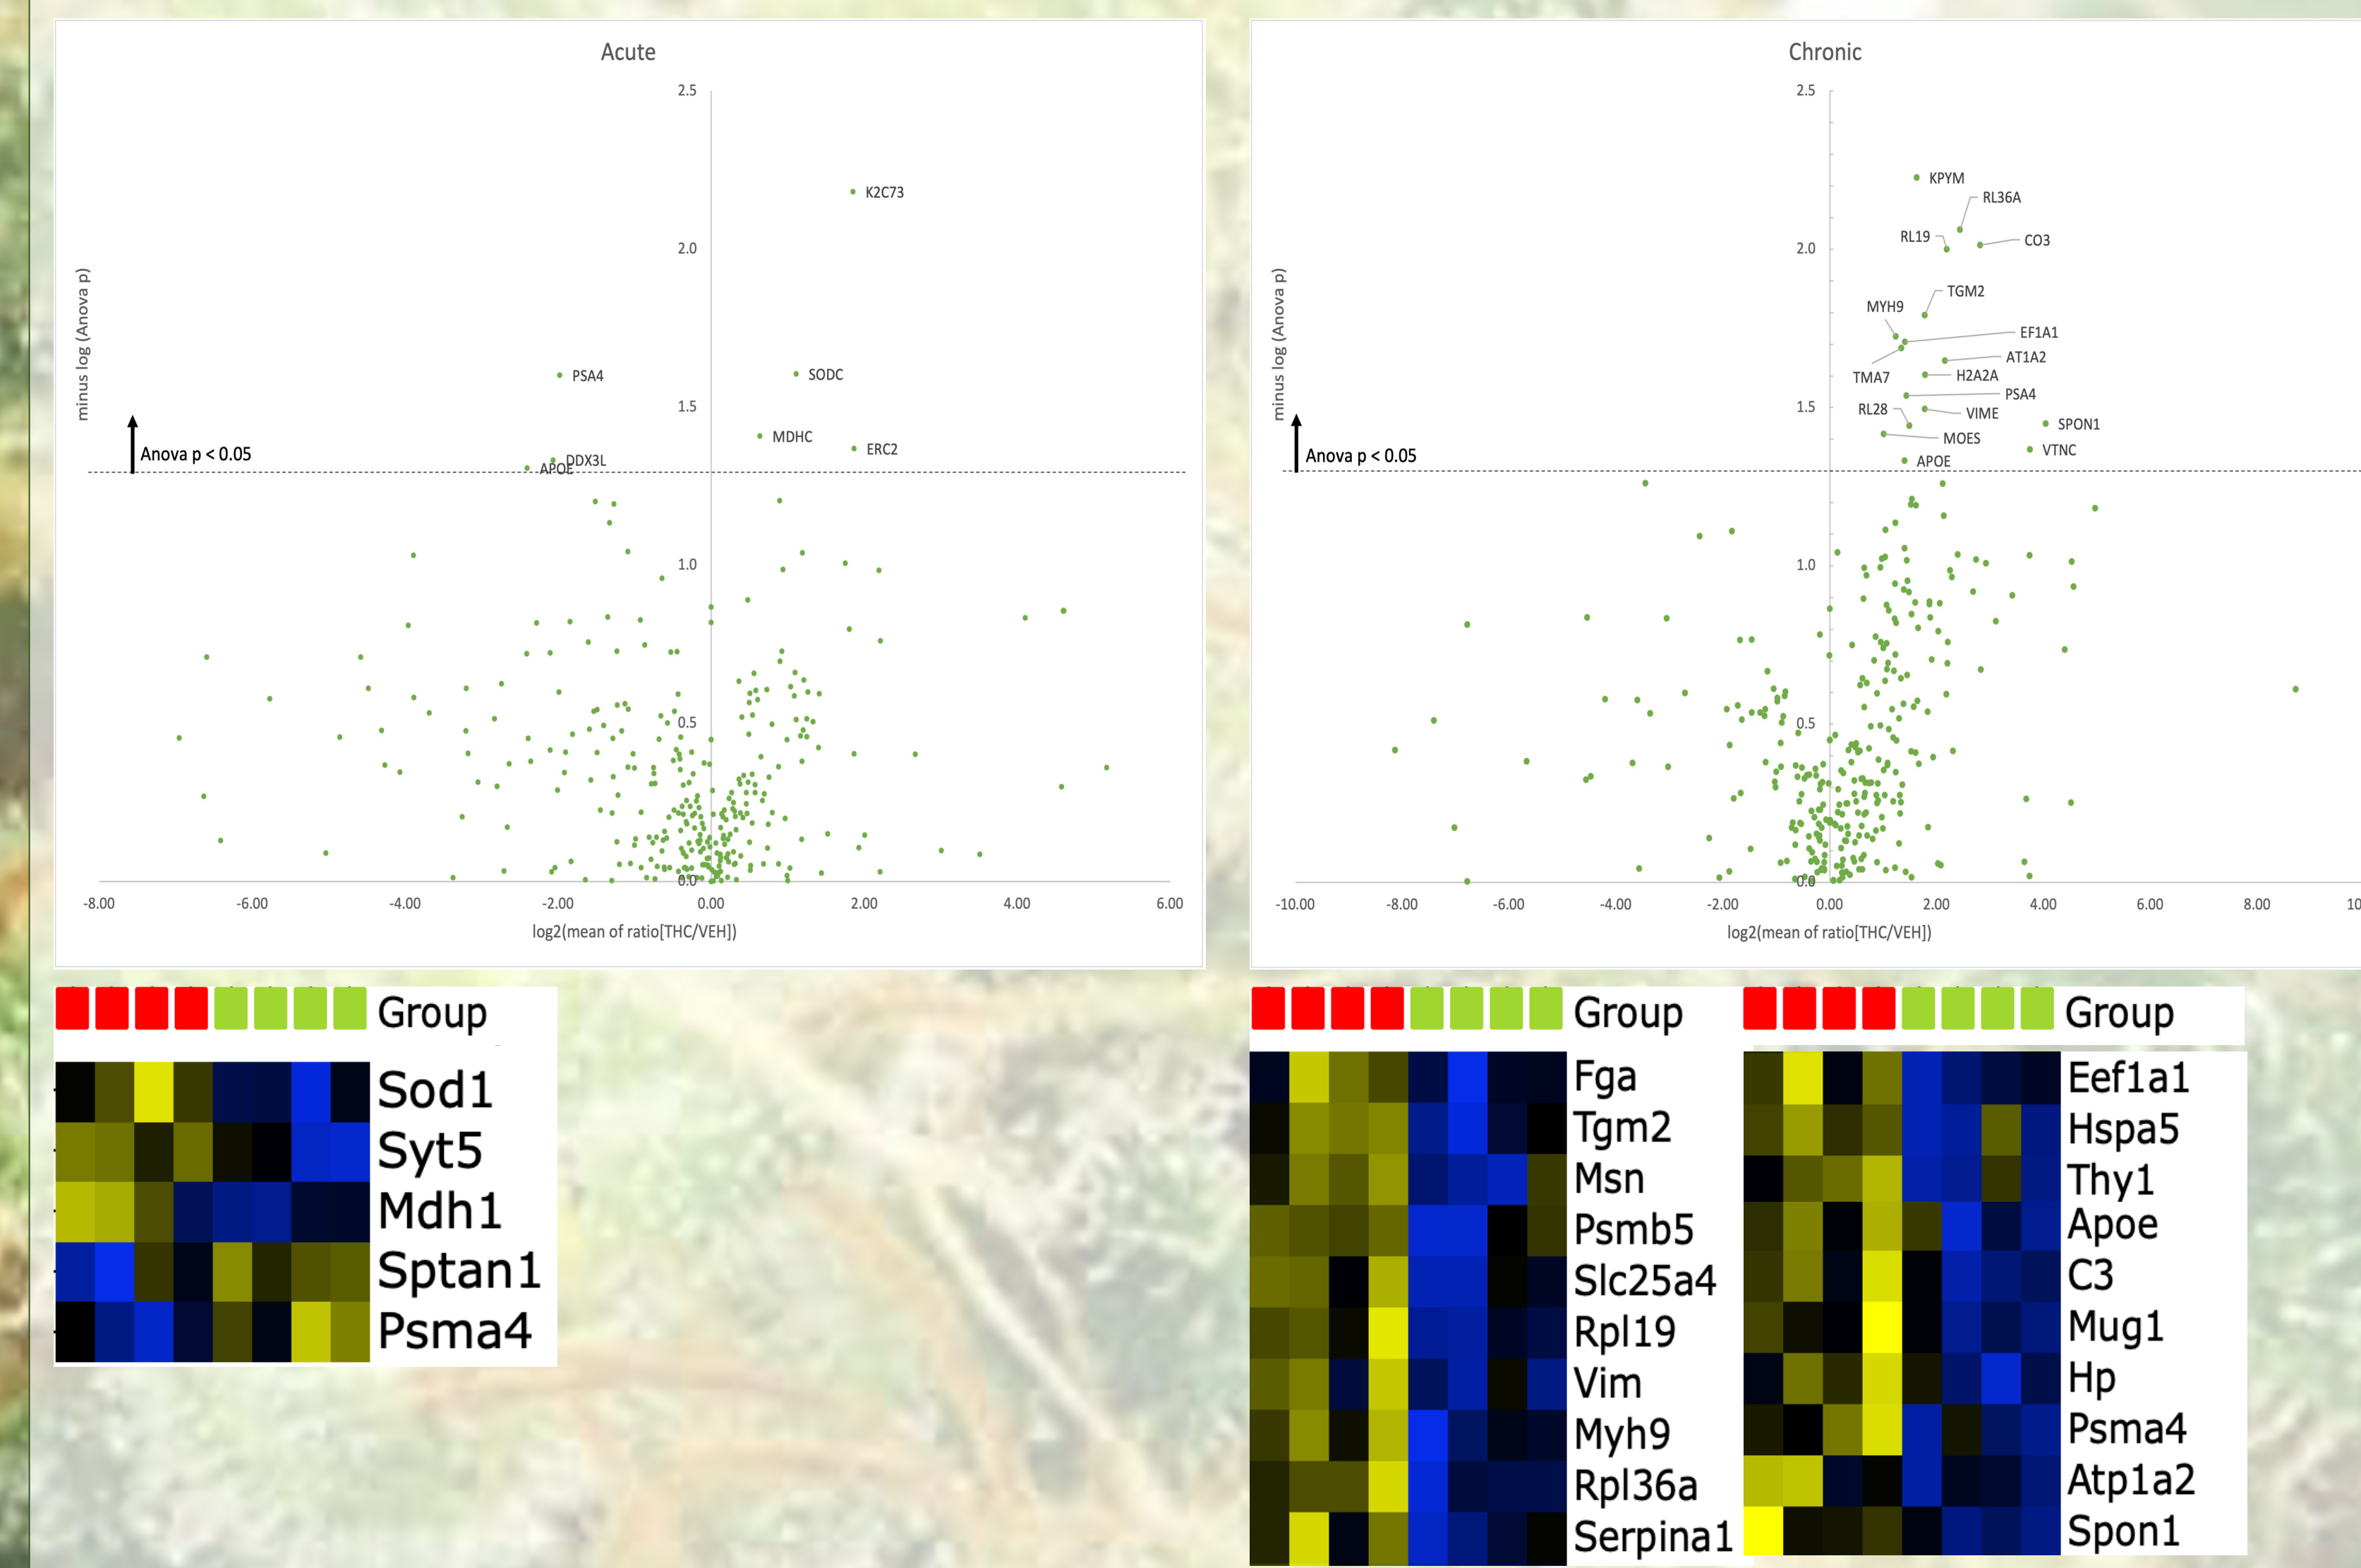 Acute
2.5
K2C73
2.0
minus log (Anova p)
PSA4
SODC
1.5
MDHC
ERC2
Anova p < 0.05
DDX3L
APOE
1.0
0.5
0.0
-8.00 -6.00 -4.00 -2.00 0.00 2.00 4.00 6.00
log2(mean of ratio[THC/VEH])
Chronic
2.5
KPYM
RL36A
RL19
CO3
2.0
minus log (Anova p)
TGM2
MYH9
EF1A1
AT1A2
TMA7
H2A2A
PSA4
1.5
RL28
VIME
SPON1
MOES
VTNC
Anova p < 0.05
APOE
1.0
0.5
0.0
-10.00 -8.00 -6.00 -4.00 -2.00 0.00 2.00 4.00 6.00 8.00 10
log2(mean of ratio[THC/VEH])
Group
Sod1
Syt5
Mdh1
Sptan1
Psma4
Group
Fga
Tgm2
Msn
Psmb5
Slc25a4
Rpl19
Vim
Myh9
Rpl36a
Serpina1
Group
Eef1a1
Hspa5
Thy1
Apoe
C3
Mug1
Hp
Psma4
Atp1a2
Spon1